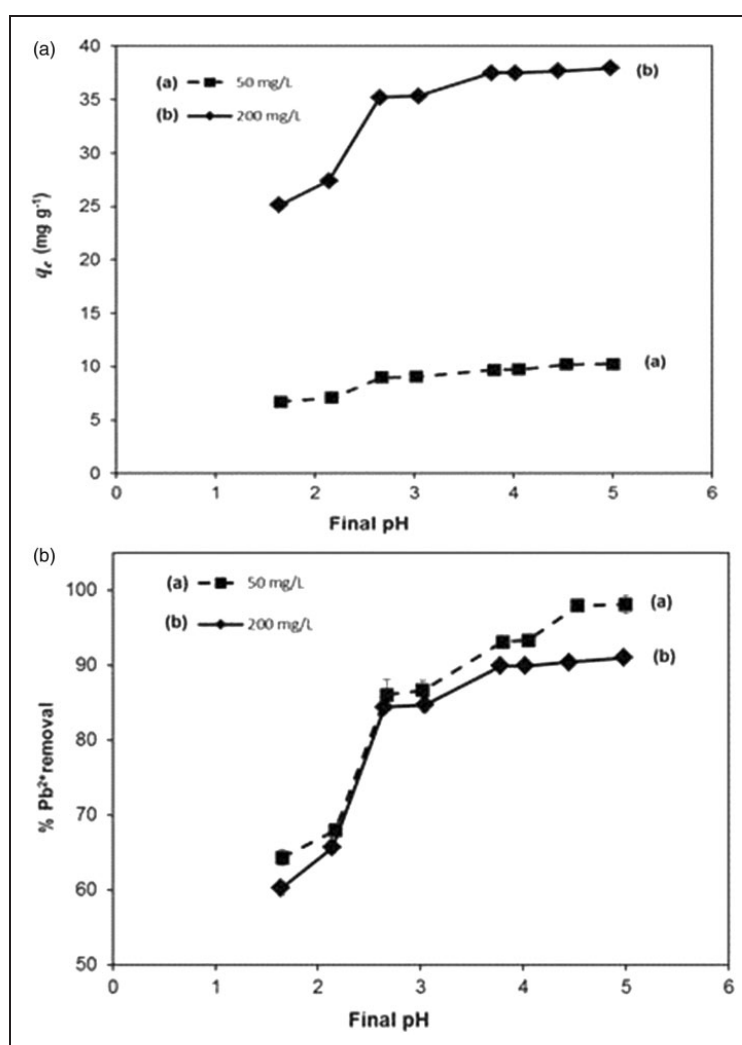 (a)
40
35
30
25
20
15
10
5
0
qe (mg g-1)
(a) 50 mg/L
(b) 200 mg/L
(b)
(a)
0 1 2 3 4 5 6
Final pH
(b)
100
90
80
70
60
50
% Pb2+ removal
(a) 50 mg/L
(b) 200 mg/L
(a)
(b)
0 1 2 3 4 5 6
Final pH